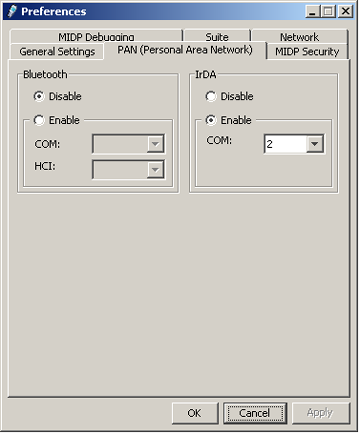 Preferences
MIDP Debugging Suite Network
General Settings PAN (Personal Area Network) MIDP Security
Bluetooth IrDA
Disable Disable
Enable Enable
COM: COM: 2
HCI:
OK Cancel Apply